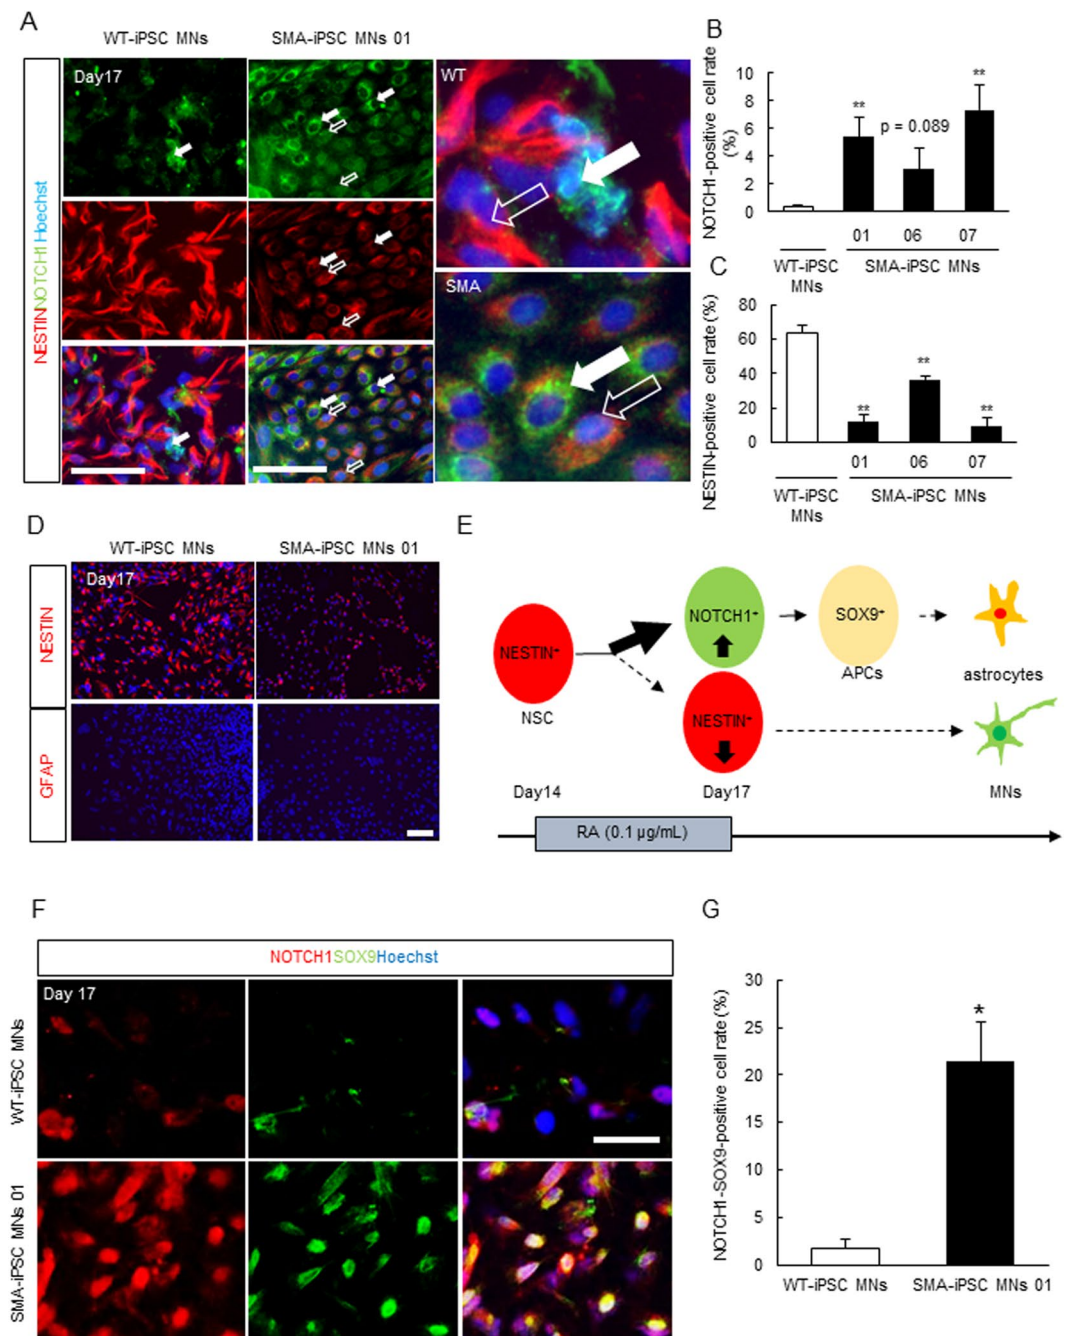 A
WT-iPSC MNs
SMA-iPSC MNs 01
NESTINNOTCH1Hoechst
Day17
WT
SMA
B
NOTCH1-positive cell rate
(%)
10
8
6
4
2
0
**
p = 0.089
**
01
06
07
WT-iPSC
MNs
SMA-iPSC MNs
C
NESTIN-positive cell rate (%)
80
60
40
20
0
**
**
**
01
06
07
WT-iPSC
MNs
SMA-iPSC MNs
D
WT-iPSC MNs
SMA-iPSC MNs 01
NESTIN
Day17
GFAP
E
NESTIN+
NSC
NOTCH1+
NESTIN+
SOX9+
APCs
astrocytes
MNs
Day14
Day17
RA (0.1 µg/mL)
F
NOTCH1SOX9Hoechst
WT-iPSC MNs
Day 17
SMA-iPSC MNs 01
G
NOTCH1-SOX9-positive cell rate (%)
30
25
20
15
10
5
0
*
WT-iPSC MNs
SMA-iPSC MNs 01